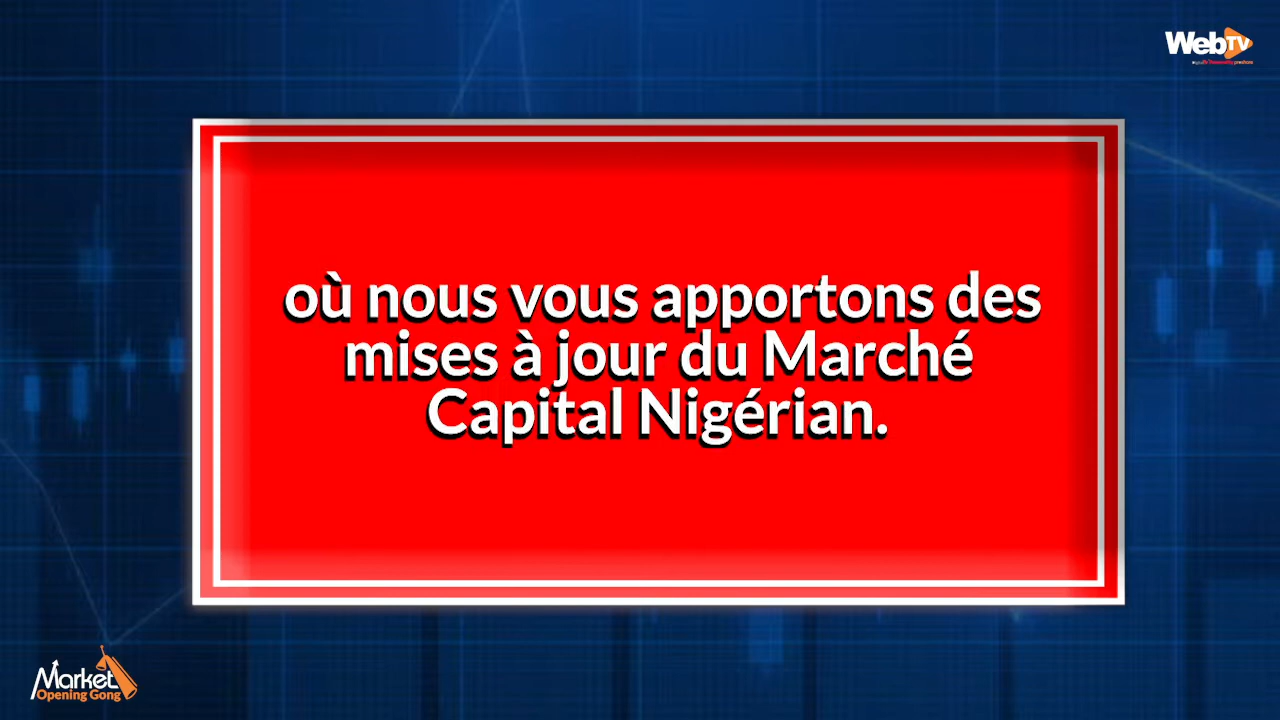 WebTV
où nous vous apportons des
mises à jour du Marché
Capital Nigérian.
Market
Opening Gong